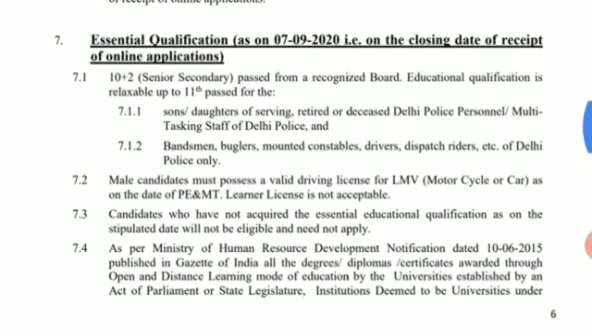 7. Essential Qualification (as on 07-09-2020 i.e. on the closing date of receipt
of online applications)
7.1 10+2 (Senior Secondary) passed from a recognized Board. Educational qualification is
relaxable up to 11th passed for the:
7.1.1 sons/ daughters of serving, retired or deceased Delhi Police Personnel/ Multi-
Tasking Staff of Delhi Police, and
7.1.2 Bandsmen, buglers, mounted constables, drivers, dispatch riders, etc. of Delhi
Police only.
7.2 Male candidates must possess a valid driving license for LMV (Motor Cycle or Car) as
on the date of PE&MT. Learner License is not acceptable.
7.3 Candidates who have not acquired the essential educational qualification as on the
stipulated date will not be eligible and need not apply.
7.4 As per Ministry of Human Resource Development Notification dated 10-06-2015
published in Gazette of India all the degrees/ diplomas /certificates awarded through
Open and Distance Learning mode of education by the Universities established by an
Act of Parliament or State Legislature, Institutions Deemed to be Universities under
6